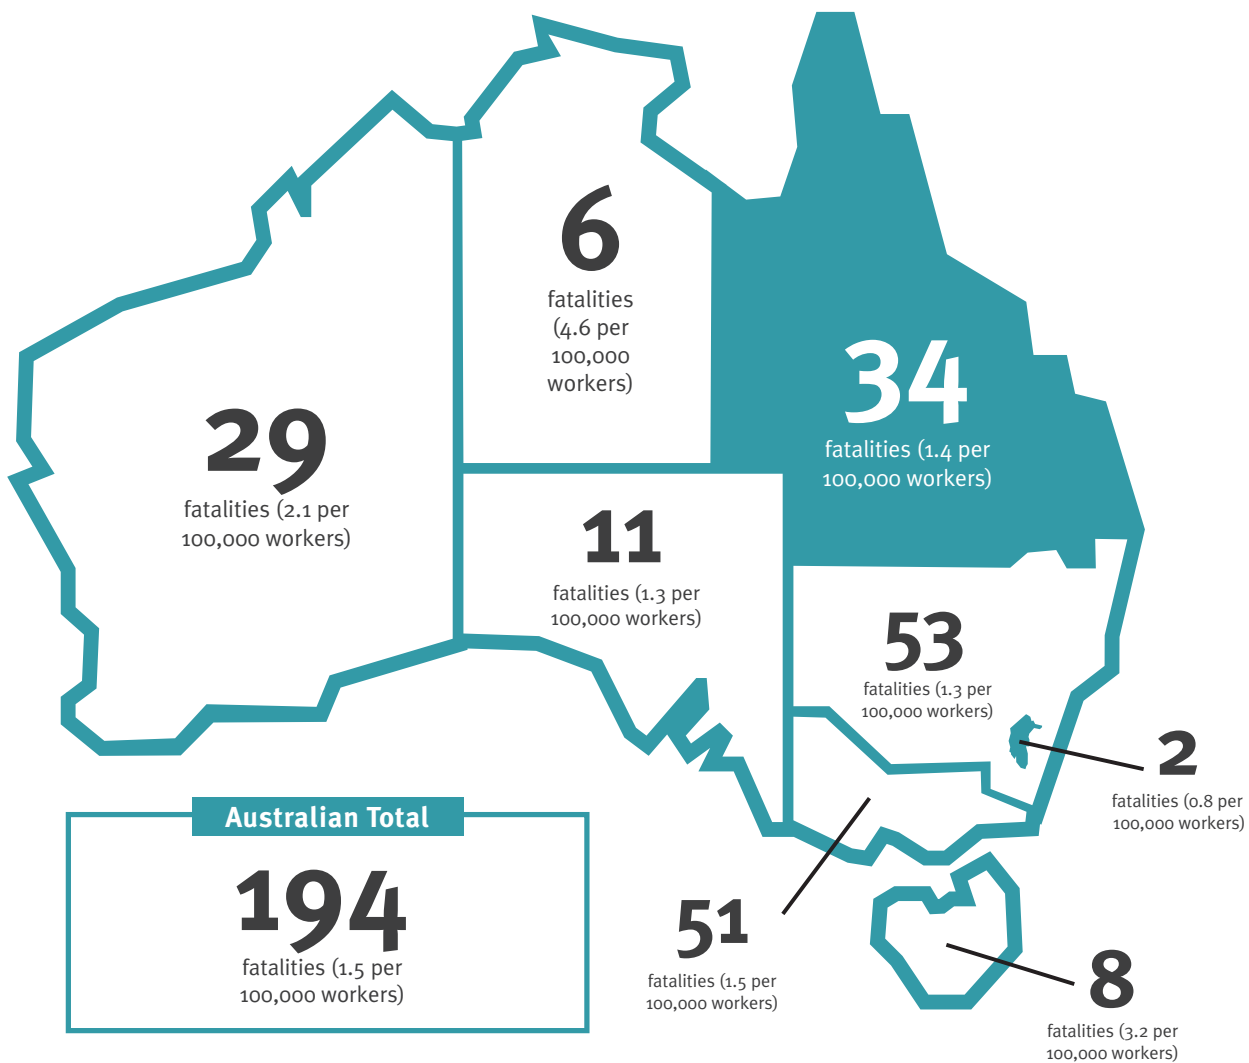 6
fatalities
(4.6 per
100,000
workers)
34
fatalities (1.4 per
100,000 workers)
29
fatalities (2.1 per
100,000 workers)
11
fatalities (1.3 per
100,000 workers)
53
fatalities (1.3 per
100,000 workers)
2
fatalities (0.8 per
100,000 workers)
Australian Total
194
fatalities (1.5 per
100,000 workers)
51
fatalities (1.5 per
100,000 workers)
8
fatalities (3.2 per
100,000 workers)